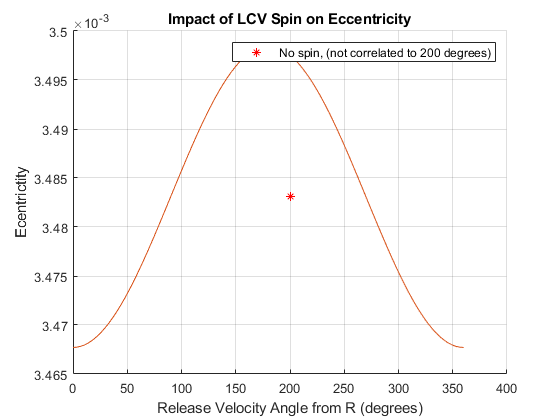 Impact of LCV Spin on Eccentricity
×10⁻³
3.5
3.495
3.49
3.485
3.48
3.475
3.47
3.465
Ecentrictity
No spin, (not correlated to 200 degrees)
0 50 100 150 200 250 300 350 400
Release Velocity Angle from R (degrees)